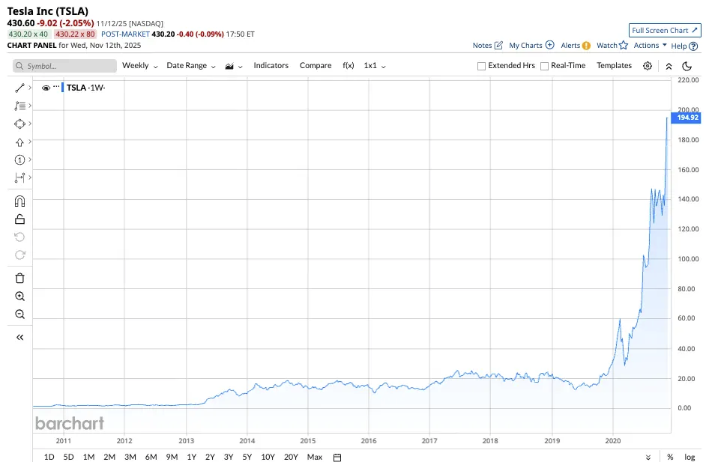 Tesla Inc (TSLA)
430.60 -9.02 (-2.05%) 11/12/25 [NASDAQ]
430.20 x 40 430.22 x 80 POST-MARKET 430.20 -0.40 (-0.09%) 17:50 ET
Full Screen Chart
CHART PANEL for Wed, Nov 12th, 2025
Notes My Charts Alerts Watch Actions Help
Symbol... Weekly Date Range Indicators Compare f(x) 1x1 Extended Hrs Real-Time Templates
TSLA -1W-
220.00
200.00
194.92
180.00
160.00
140.00
120.00
100.00
80.00
60.00
40.00
20.00
0.00
barchart
2011 2012 2013 2014 2015 2016 2017 2018 2019 2020
1D 5D 1M 2M 3M 6M 9M 1Y 2Y 3Y 5Y 10Y 20Y Max % log